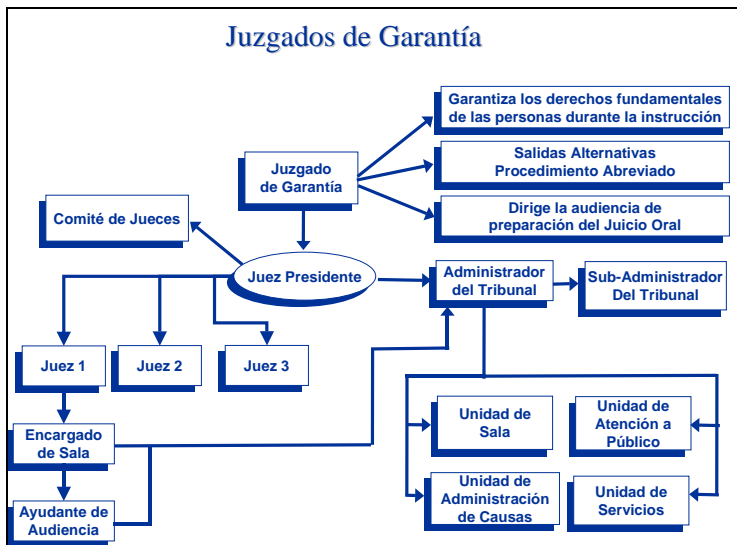 Juzgados de Garantía
Garantiza los derechos fundamentales
de las personas durante la instrucción
Juzgado
de Garantía
Salidas Alternativas
Procedimiento Abreviado
Comité de Jueces
Dirige la audiencia de
preparación del Juicio Oral
Juez Presidente
Administrador
del Tribunal
Sub-Administrador
Del Tribunal
Juez 1
Juez 2
Juez 3
Encargado
de Sala
Unidad de
Sala
Unidad de
Atención a
Público
Ayudante de
Audiencia
Unidad de
Administración
de Causas
Unidad de
Servicios